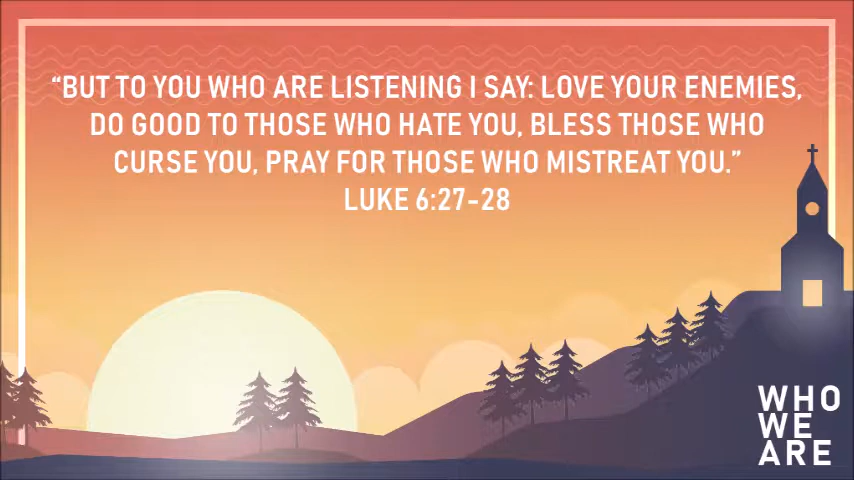 “BUT TO YOU WHO ARE LISTENING I SAY: LOVE YOUR ENEMIES,
DO GOOD TO THOSE WHO HATE YOU, BLESS THOSE WHO
CURSE YOU, PRAY FOR THOSE WHO MISTREAT YOU.”
LUKE 6:27-28
WHO
WE
ARE